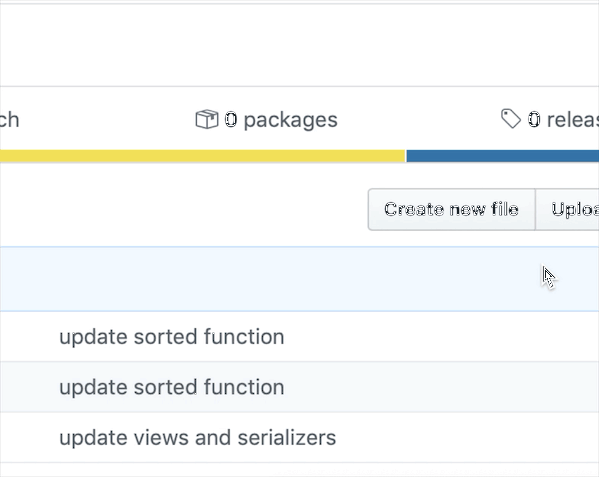 ch 0 packages 0 releas
Create new file Uploa
update sorted function
update sorted function
update views and serializers